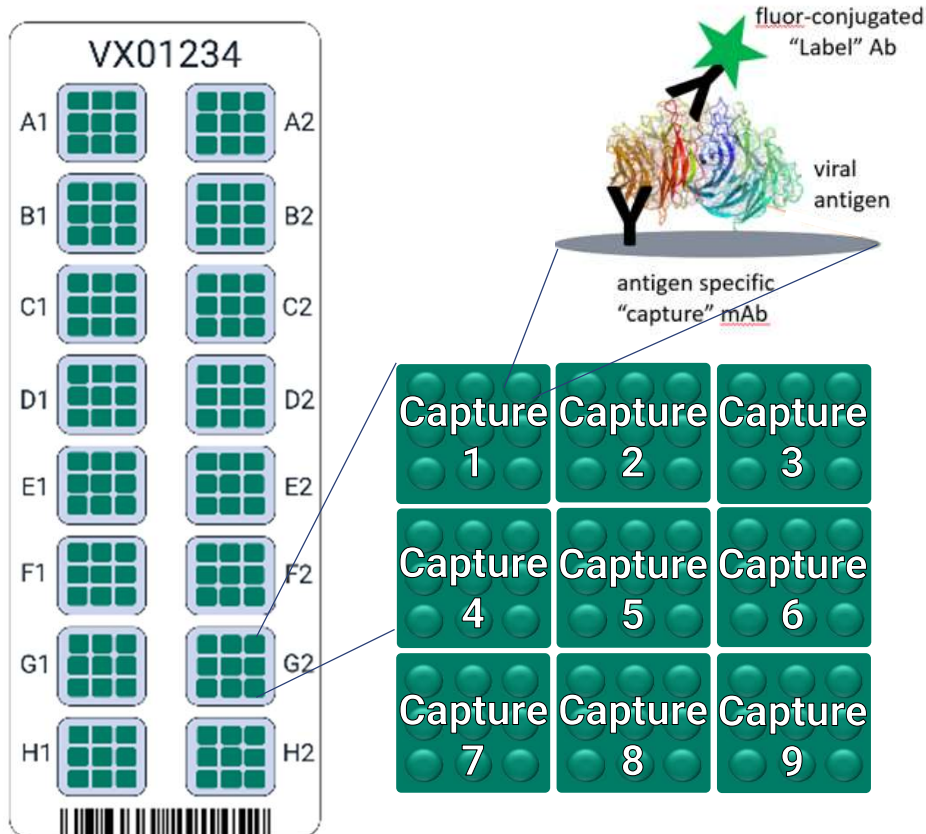 VX01234
A1 A2
B1 B2
C1 C2
D1 D2
E1 E2
F1 F2
G1 G2
H1 H2
fluor-conjugated
“Label” Ab
viral
antigen
antigen specific
“capture” mAb
Capture Capture Capture
1 2 3
Capture Capture Capture
4 5 6
Capture Capture Capture
7 8 9